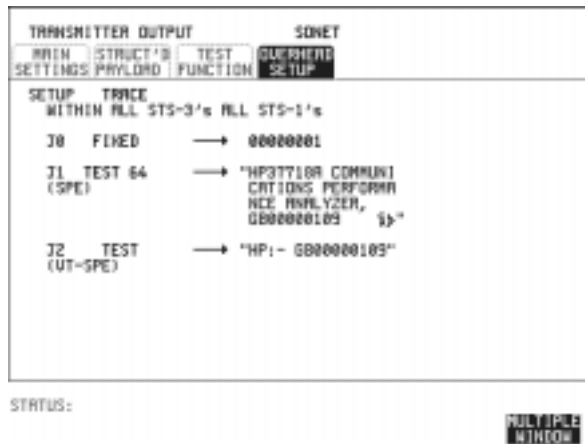 TRANSMITTER OUTPUT SONET
MAIN SETTINGS
STRUCT'D PAYLOAD
TEST FUNCTION
OVERHEAD SETUP
SETUP TRACE
WITHIN ALL STS-3's ALL STS-1's
J0 FIXED → 00000001
J1 TEST 64 → "HP37718A COMMUNI
(SPE) CATIONS PERFORMA
NCE ANALYZER,
GB00000109
J2 TEST → "HP:- GB00000109"
(VT-SPE)
STATUS:
MULTIPLE
WINDOW